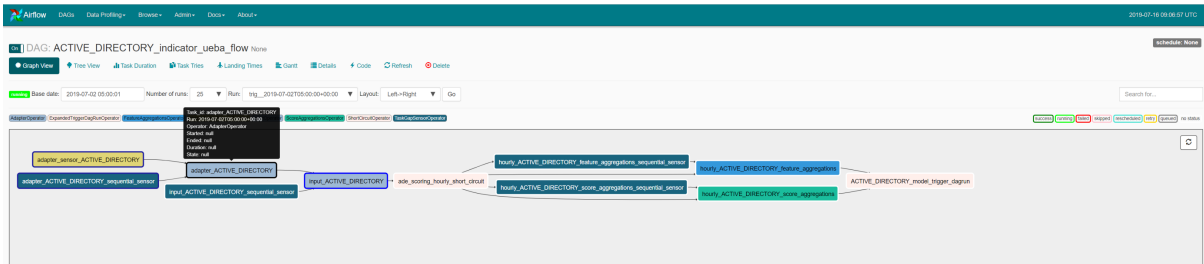 Airflow DAGs Data Profiling Browse Admin Docs About 2019-07-16 09:06:57 UTC
On DAG: ACTIVE_DIRECTORY_indicator_ueba_flow None schedule: None
Graph View Tree View Task Duration Task Tries Landing Times Gantt Details Code Refresh Delete
running Base date: 2019-07-02 05:00:01 Number of runs: 25 Run: trig__2019-07-02T05:00:00+00:00 Layout: Left->Right Go Search for...
Task_id: adapter_ACTIVE_DIRECTORY
Run: 2019-07-02T05:00:00+00:00
Operator: AdapterOperator
Started: null
Ended: null
Duration: null
State: null
AdapterOperator ExpandedTriggerDagRunOperator ScoreAggregationsOperator ShortCircuitOperator TaskGapSensorOperator success running failed skipped rescheduled retry queued no status
adapter_sensor_ACTIVE_DIRECTORY
adapter_ACTIVE_DIRECTORY_sequential_sensor
adapter_ACTIVE_DIRECTORY
input_ACTIVE_DIRECTORY_sequential_sensor
input_ACTIVE_DIRECTORY
ade_scoring_hourly_short_circuit
hourly_ACTIVE_DIRECTORY_feature_aggregations_sequential_sensor
hourly_ACTIVE_DIRECTORY_score_aggregations_sequential_sensor
hourly_ACTIVE_DIRECTORY_feature_aggregations
hourly_ACTIVE_DIRECTORY_score_aggregations
ACTIVE_DIRECTORY_model_trigger_dagrun